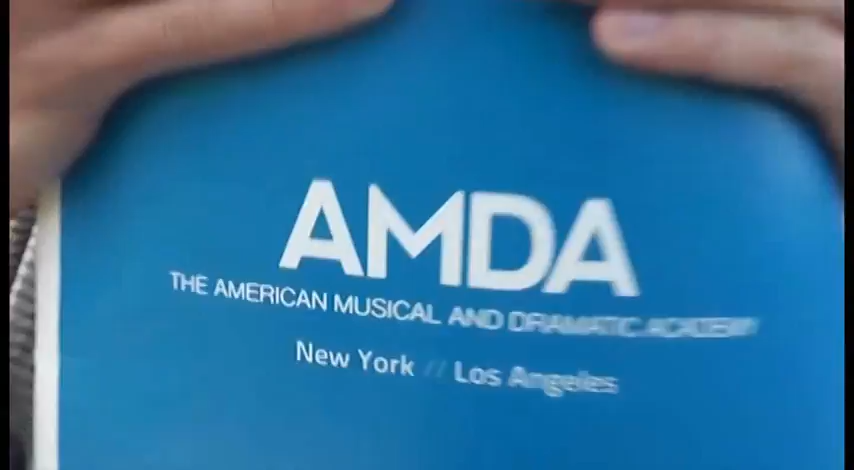 AMDA
THE AMERICAN MUSICAL AND DRAMATIC ACADEMY
New York // Los Angeles